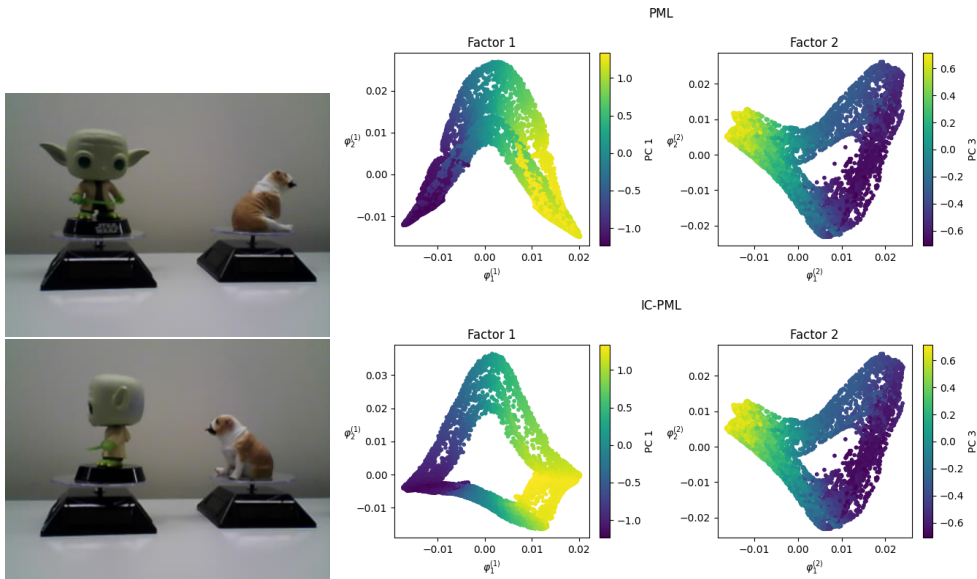 PML
Factor 1
φ₂⁽¹⁾
0.02
0.01
0.00
−0.01
−0.01 0.00 0.01 0.02
φ₁⁽¹⁾
1.0
0.5
0.0
−0.5
−1.0
PC 1
Factor 2
φ₂⁽²⁾
0.02
0.01
0.00
−0.01
−0.02
−0.01 0.00 0.01 0.02
φ₁⁽²⁾
0.6
0.4
0.2
0.0
−0.2
−0.4
−0.6
PC 3
STAR
WARS
IC-PML
Factor 1
φ₂⁽¹⁾
0.03
0.02
0.01
0.00
−0.01
−0.01 0.00 0.01 0.02
φ₁⁽¹⁾
1.0
0.5
0.0
−0.5
−1.0
PC 1
Factor 2
φ₂⁽²⁾
0.02
0.01
0.00
−0.01
−0.02
−0.01 0.00 0.01 0.02
φ₁⁽²⁾
0.6
0.4
0.2
0.0
−0.2
−0.4
−0.6
PC 3